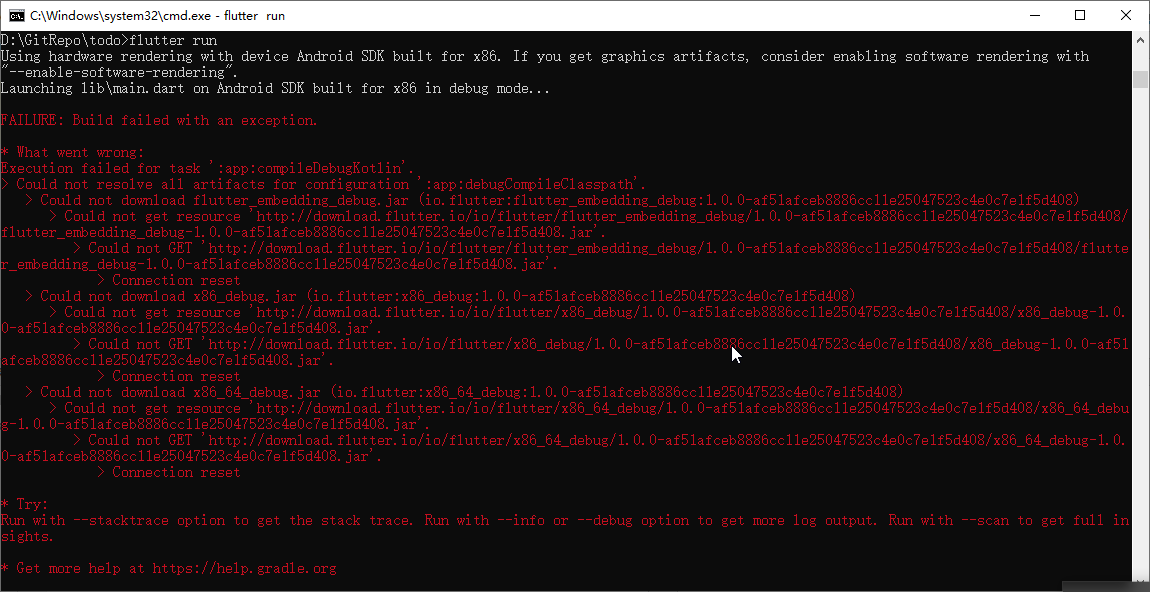 C:\Windows\system32\cmd.exe - flutter  run
D:\GitRepo\todo>flutter run
Using hardware rendering with device Android SDK built for x86. If you get graphics artifacts, consider enabling software rendering with
"--enable-software-rendering".
Launching lib\main.dart on Android SDK built for x86 in debug mode...
FAILURE: Build failed with an exception.
* What went wrong:
Execution failed for task ':app:compileDebugKotlin'.
> Could not resolve all artifacts for configuration ':app:debugCompileClasspath'.
> Could not download flutter_embedding_debug.jar (io.flutter:flutter_embedding_debug:1.0.0-af51afceb8886cc11e25047523c4e0c7e1f5d408)
> Could not get resource 'http://download.flutter.io/io/flutter/flutter_embedding_debug/1.0.0-af51afceb8886cc11e25047523c4e0c7e1f5d408/
flutter_embedding_debug-1.0.0-af51afceb8886cc11e25047523c4e0c7e1f5d408.jar'.
> Could not GET 'http://download.flutter.io/io/flutter/flutter_embedding_debug/1.0.0-af51afceb8886cc11e25047523c4e0c7e1f5d408/flutte
r_embedding_debug-1.0.0-af51afceb8886cc11e25047523c4e0c7e1f5d408.jar'.
> Connection reset
> Could not download x86_debug.jar (io.flutter:x86_debug:1.0.0-af51afceb8886cc11e25047523c4e0c7e1f5d408)
> Could not get resource 'http://download.flutter.io/io/flutter/x86_debug/1.0.0-af51afceb8886cc11e25047523c4e0c7e1f5d408/x86_debug-1.0.
0-af51afceb8886cc11e25047523c4e0c7e1f5d408.jar'.
> Could not GET 'http://download.flutter.io/io/flutter/x86_debug/1.0.0-af51afceb8886cc11e25047523c4e0c7e1f5d408/x86_debug-1.0.0-af51
afceb8886cc11e25047523c4e0c7e1f5d408.jar'.
> Connection reset
> Could not download x86_64_debug.jar (io.flutter:x86_64_debug:1.0.0-af51afceb8886cc11e25047523c4e0c7e1f5d408)
> Could not get resource 'http://download.flutter.io/io/flutter/x86_64_debug/1.0.0-af51afceb8886cc11e25047523c4e0c7e1f5d408/x86_64_debu
g-1.0.0-af51afceb8886cc11e25047523c4e0c7e1f5d408.jar'.
> Could not GET 'http://download.flutter.io/io/flutter/x86_64_debug/1.0.0-af51afceb8886cc11e25047523c4e0c7e1f5d408/x86_64_debug-1.0.
0-af51afceb8886cc11e25047523c4e0c7e1f5d408.jar'.
> Connection reset
* Try:
Run with --stacktrace option to get the stack trace. Run with --info or --debug option to get more log output. Run with --scan to get full in
sights.
* Get more help at https://help.gradle.org